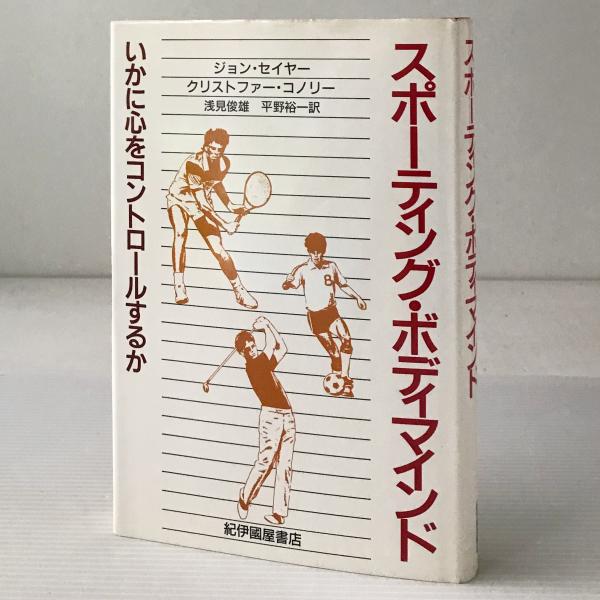 スポーティング・ボディマインド
いかに心をコントロールするか
ジョン・セイヤー
クリストファー・コノリー
浅見俊雄　平野裕一訳
8
紀伊國屋書店
スポーティング・ボディマインド